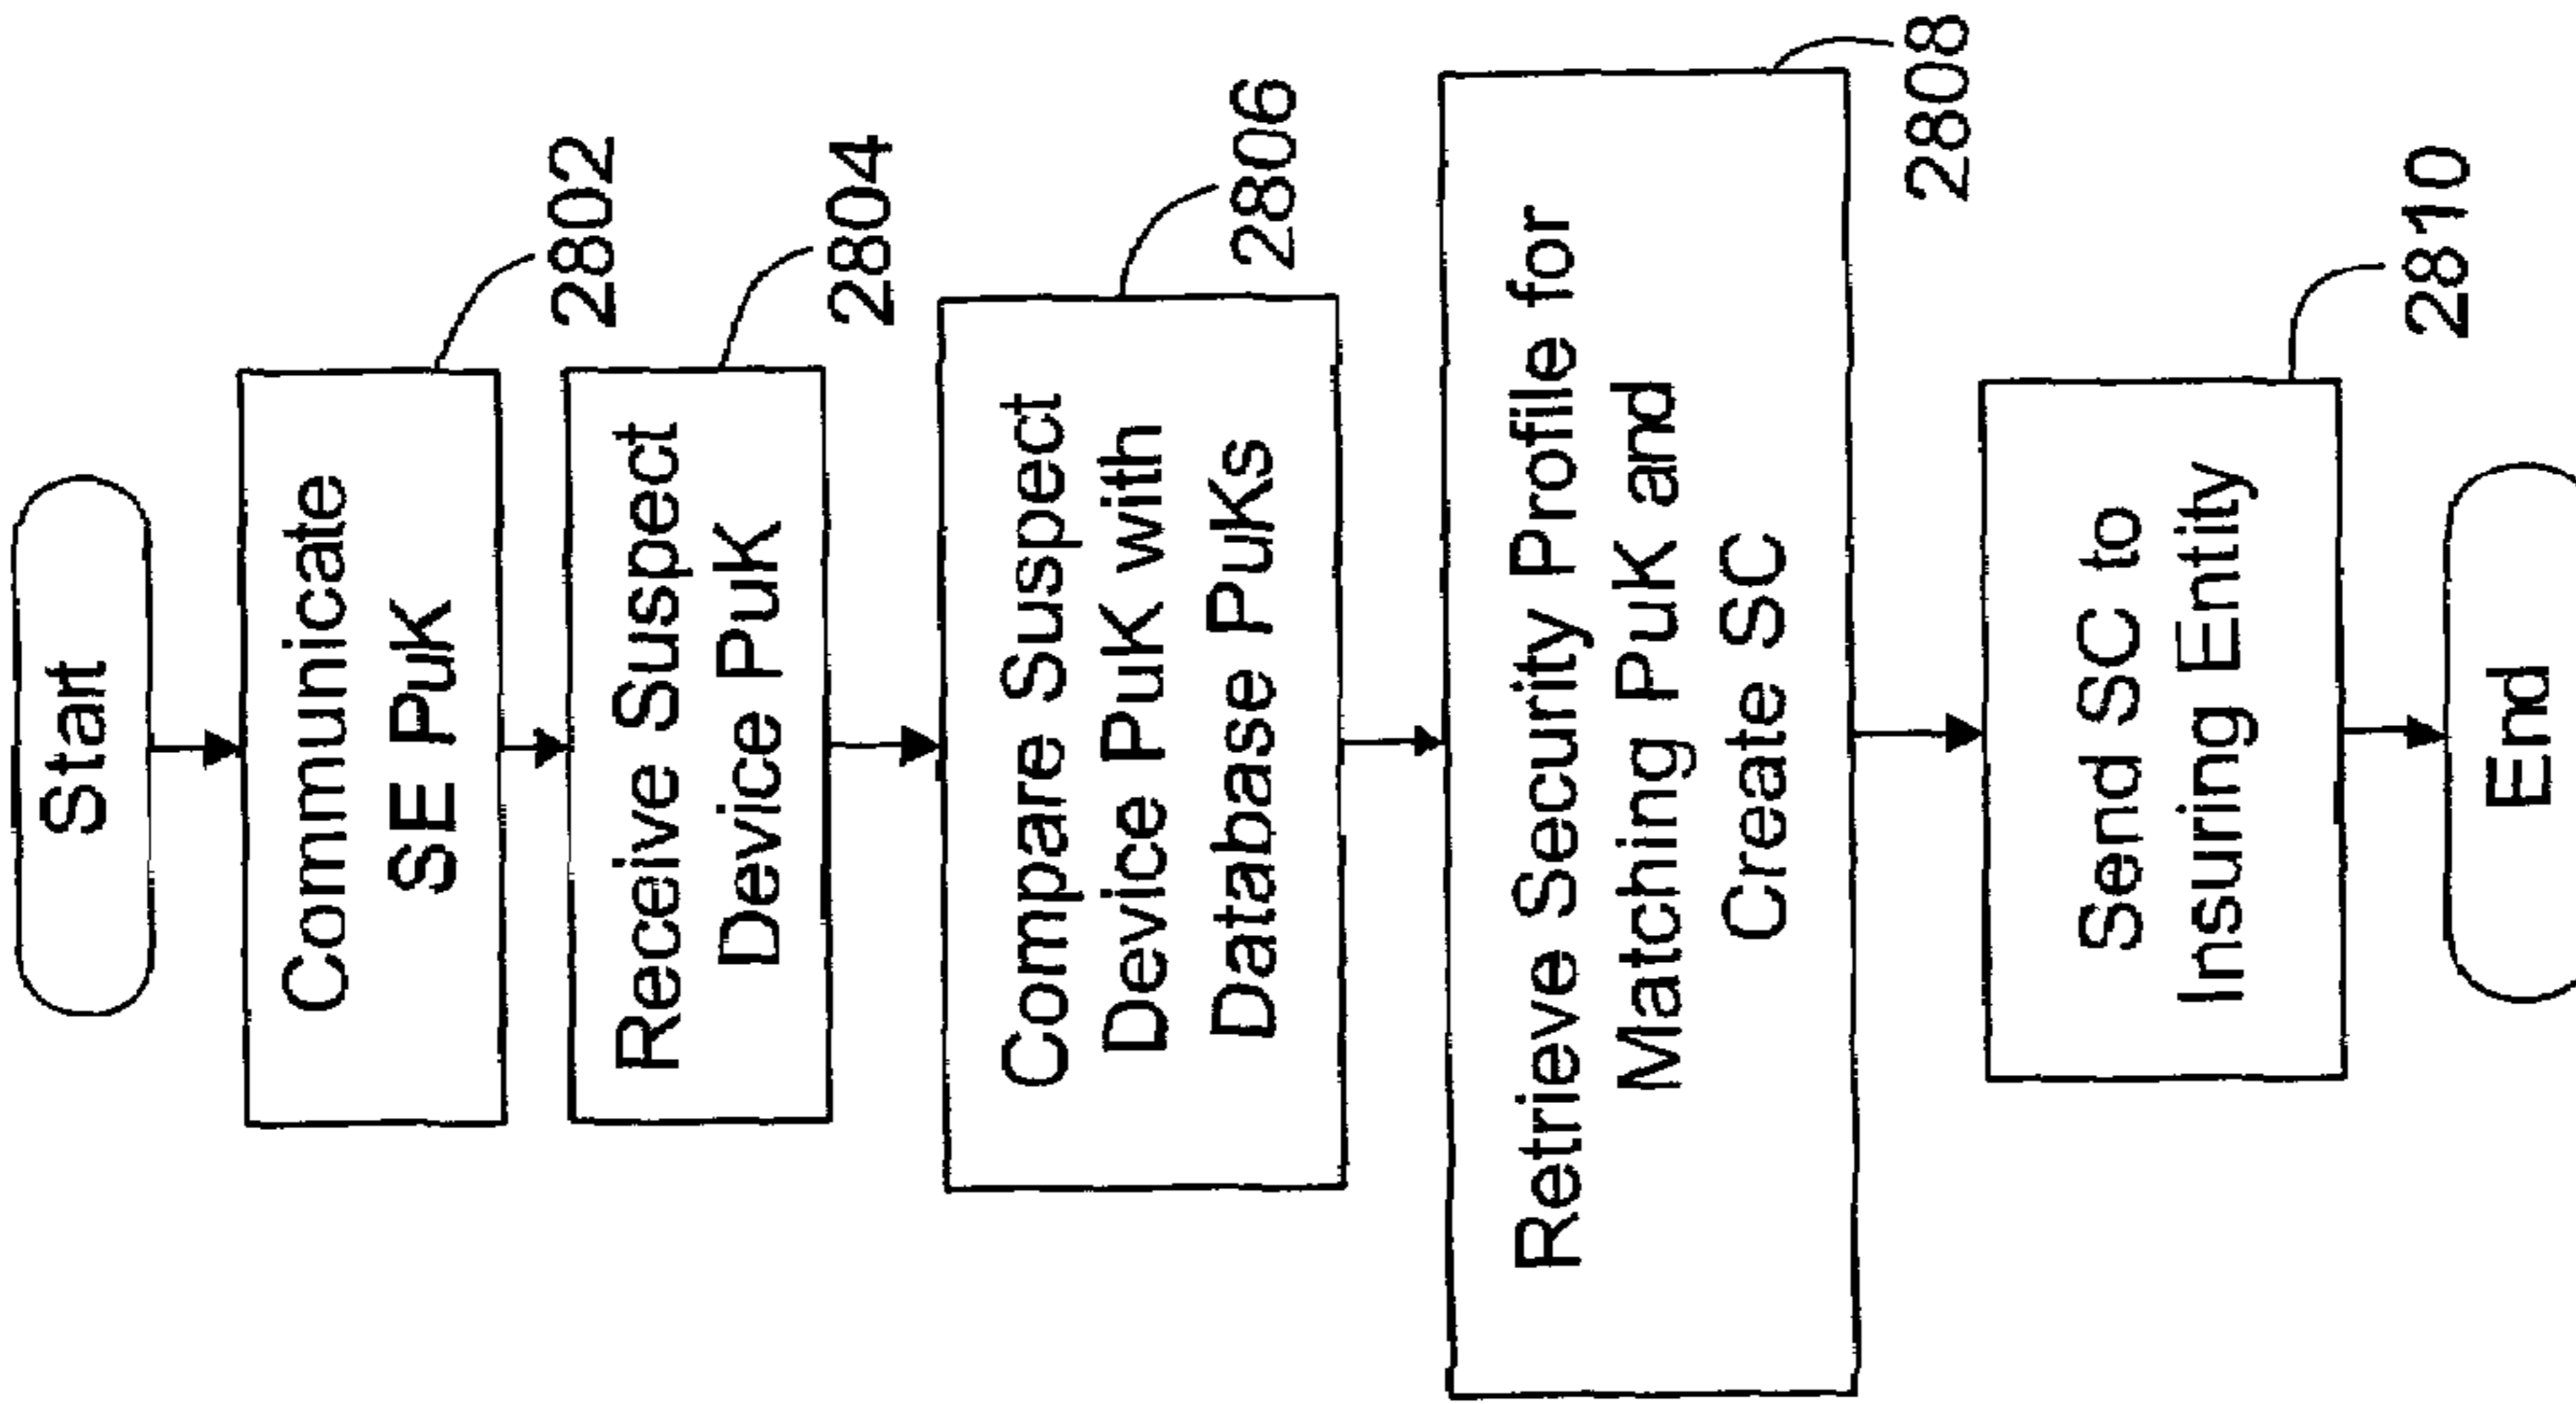 Start
Communicate
SE PuK
2802
Receive Suspect
Device PuK
2804
Compare Suspect
Device PuK with
Database PuKs
2806
Retrieve Security Profile for
Matching PuK and
Create SC
2808
Send SC to
Insuring Entity
2810
End